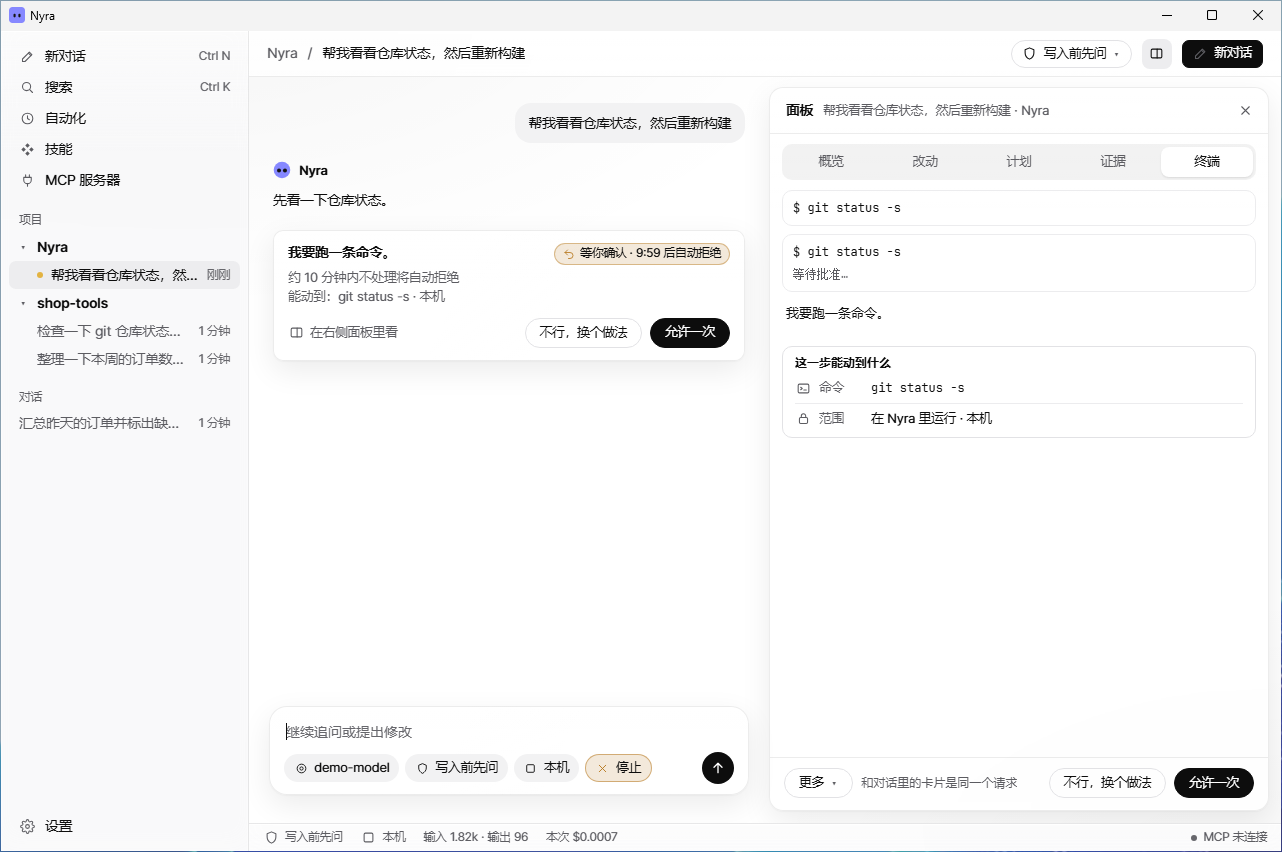 Nyra
新对话 Ctrl N
搜索 Ctrl K
自动化
技能
MCP 服务器
项目
Nyra
帮我看看仓库状态，然... 刚刚
shop-tools
检查一下 git 仓库状态... 1 分钟
整理一下本周的订单数... 1 分钟
对话
汇总昨天的订单并标出缺... 1 分钟
设置
Nyra / 帮我看看仓库状态，然后重新构建
写入前先问
新对话
帮我看看仓库状态，然后重新构建
Nyra
先看一下仓库状态。
我要跑一条命令。
等你确认 · 9:59 后自动拒绝
约 10 分钟内不处理将自动拒绝
能动到：git status -s · 本机
在右侧面板里看
不行，换个做法
允许一次
继续追问或提出修改
demo-model
写入前先问
本机
停止
面板 帮我看看仓库状态，然后重新构建 · Nyra
概览 改动 计划 证据 终端
$ git status -s
$ git status -s
等待批准…
我要跑一条命令。
这一步能动到什么
命令 git status -s
范围 在 Nyra 里运行 · 本机
更多
和对话里的卡片是同一个请求
不行，换个做法
允许一次
写入前先问 本机 输入 1.82k · 输出 96 本次 $0.0007
MCP 未连接